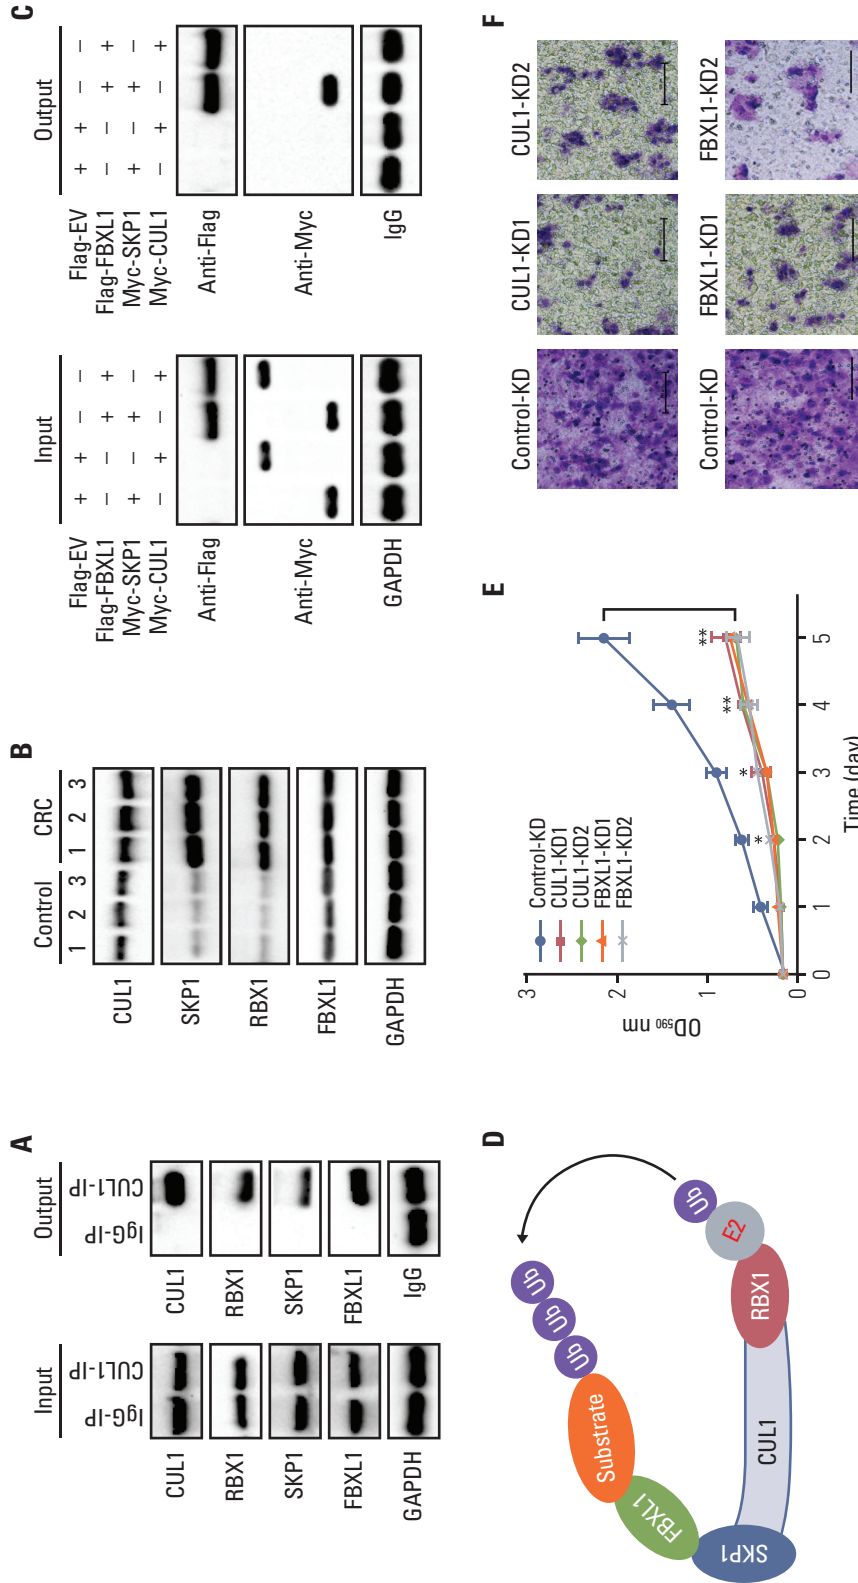 A
Input
IgG-IP CUL1-IP
CUL1
RBX1
SKP1
FBXL1
GAPDH
Output
IgG-IP CUL1-IP
CUL1
RBX1
SKP1
FBXL1
IgG
B
Control CRC
1 2 3 1 2 3
CUL1
SKP1
RBX1
FBXL1
GAPDH
C
Input
Flag-EV + + – –
Flag-FBXL1 – – + +
Myc-SKP1 + – + –
Myc-CUL1 – + – +
Anti-Flag
Anti-Myc
GAPDH
Output
Flag-EV + + – –
Flag-FBXL1 – – + +
Myc-SKP1 + – + –
Myc-CUL1 – + – +
Anti-Flag
Anti-Myc
IgG
D
Ub
Ub
Ub
Substrate
FBXL1
SKP1
CUL1
RBX1
E2
Ub
E
OD590 nm
3
2
1
0
Control-KD
CUL1-KD1
CUL1-KD2
FBXL1-KD1
FBXL1-KD2
* * ** **
0 1 2 3 4 5
Time (day)
F
Control-KD CUL1-KD1 CUL1-KD2
Control-KD FBXL1-KD1 FBXL1-KD2